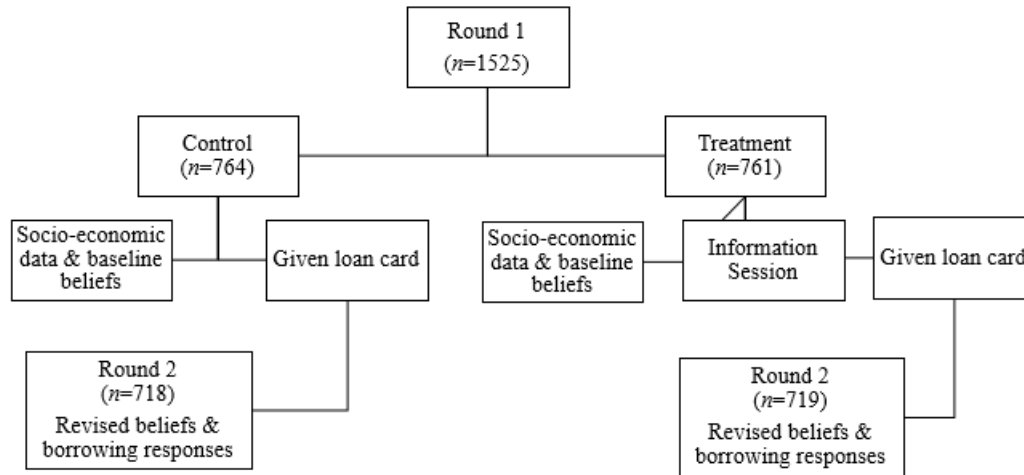 Round 1
(n=1525)
Control
(n=764)
Treatment
(n=761)
Socio-economic
data & baseline
beliefs
Given loan card
Socio-economic
data & baseline
beliefs
Information
Session
Given loan card
Round 2
(n=718)
Revised beliefs &
borrowing responses
Round 2
(n=719)
Revised beliefs &
borrowing responses